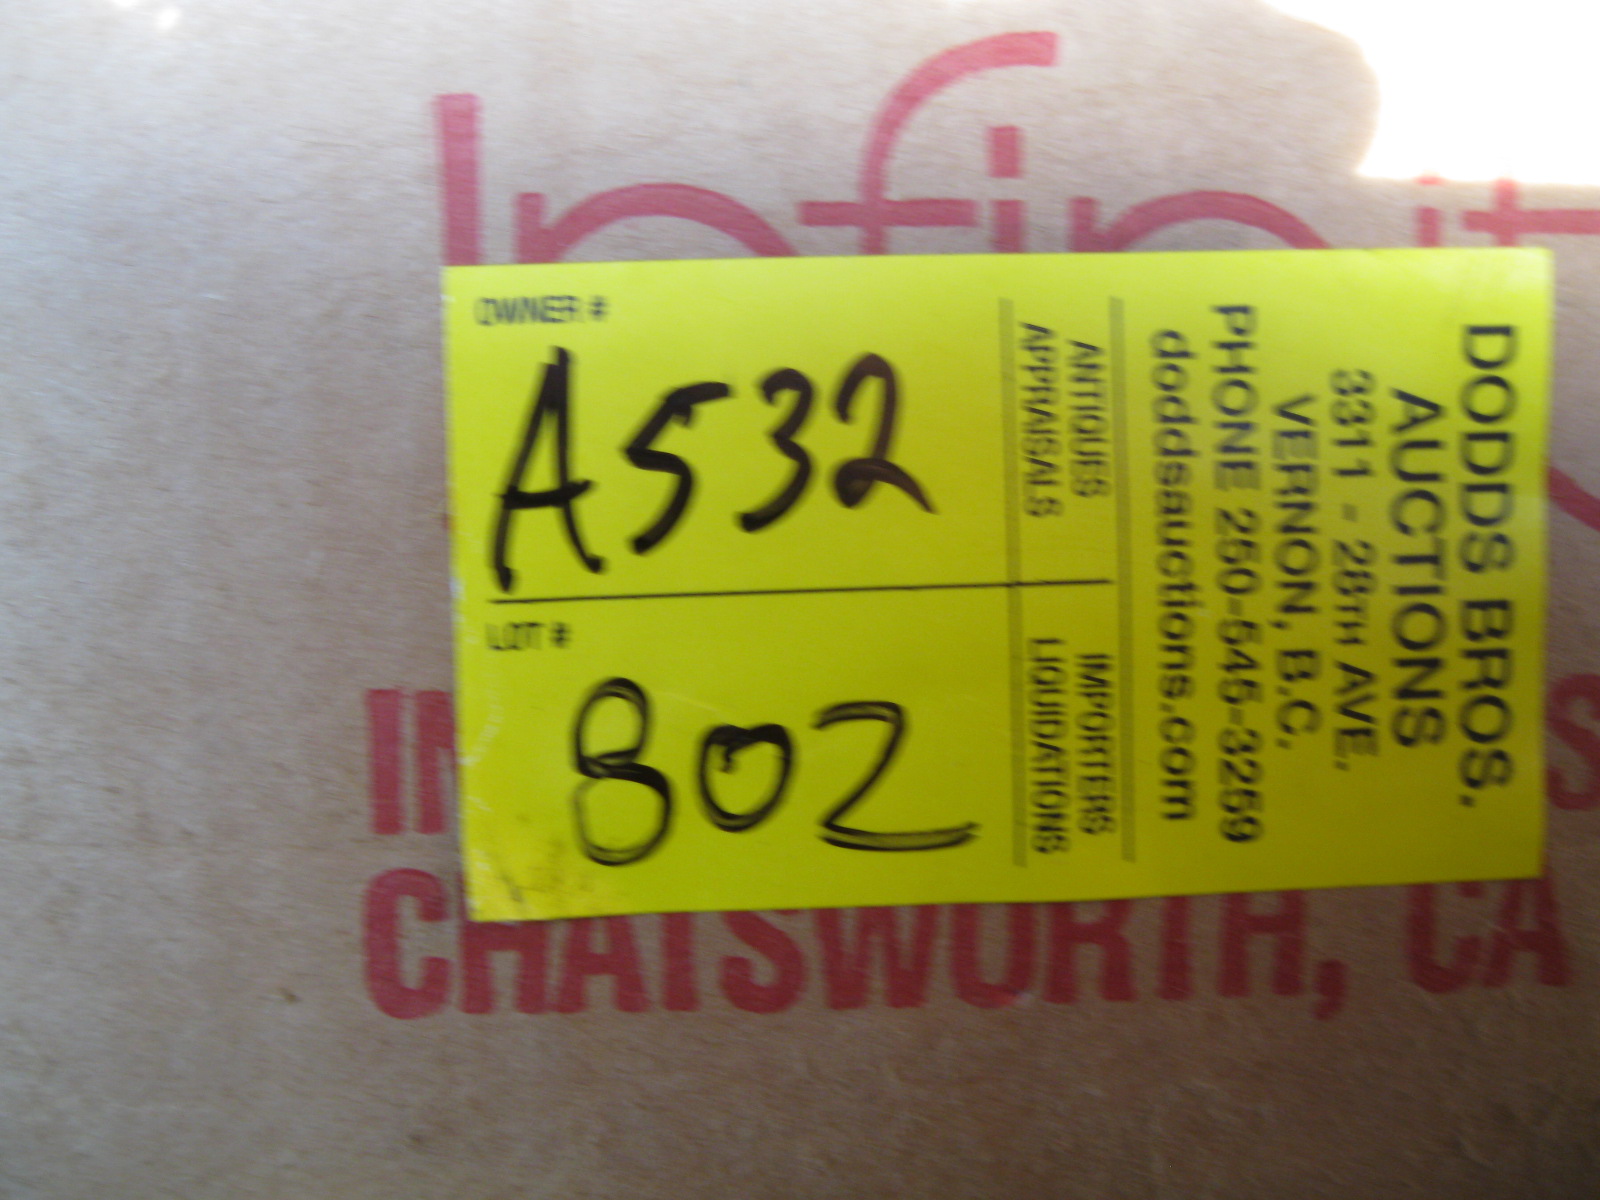 OWNER #
A532
LOT #
802
ANTIQUES
APPRAISALS
IMPORTERS
LIQUIDATIONS
DODDS BROS.
AUCTIONS
3311 - 28TH AVE.
VERNON, B.C.
PHONE 250-545-3259
doddsauctions.com
CHATSWORTH, CA